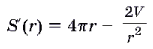 S'(r) = 4πr − 2V/r²